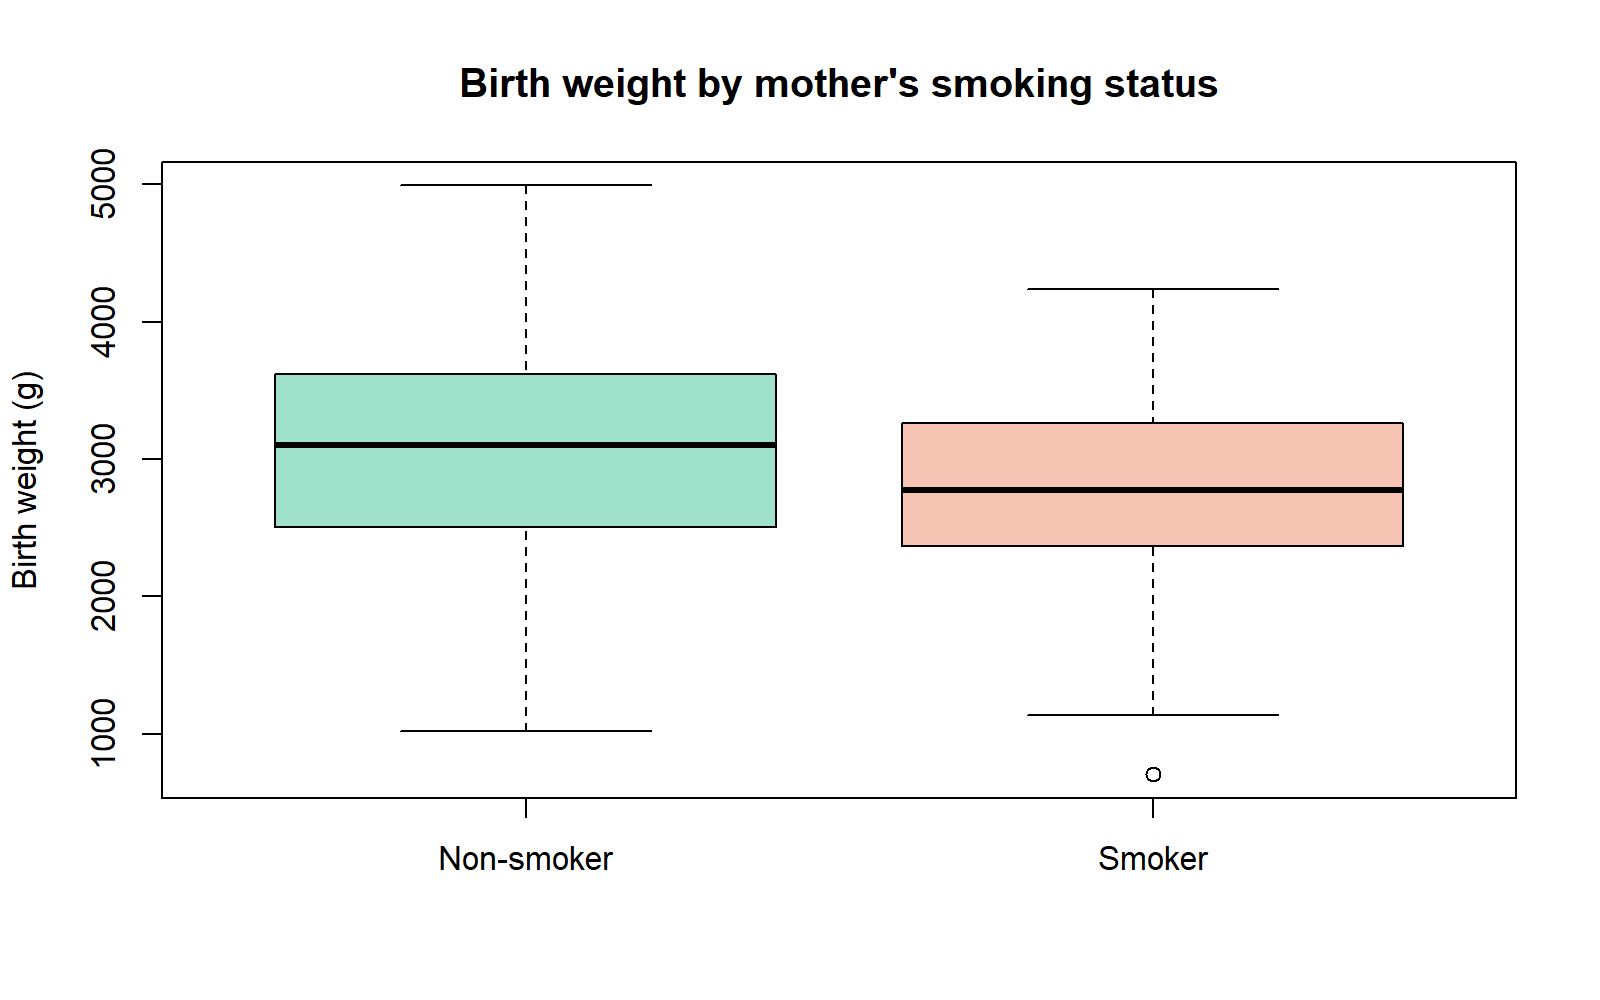 Birth weight by mother's smoking status
Birth weight (g)
5000
4000
3000
2000
1000
Non-smoker
Smoker